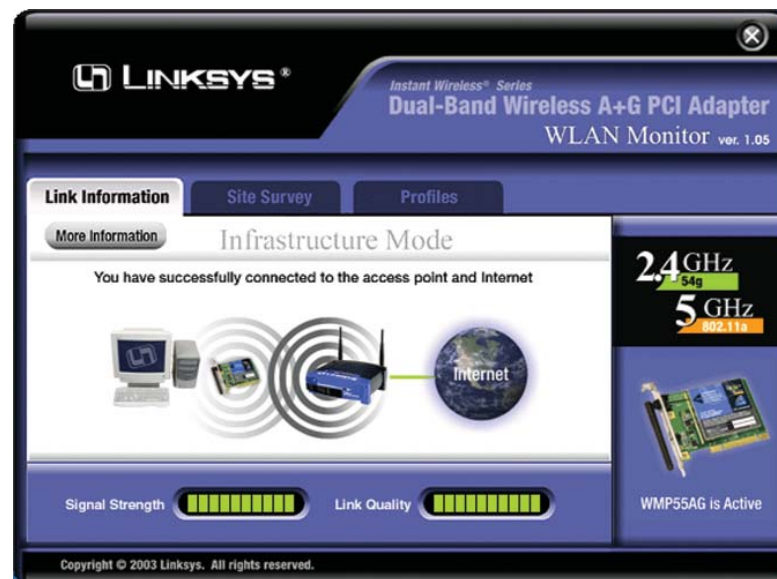 LINKSYS®
Instant Wireless® Series
Dual-Band Wireless A+G PCI Adapter
WLAN Monitor ver. 1.05
Link Information
Site Survey
Profiles
More Information
Infrastructure Mode
You have successfully connected to the access point and Internet
LINKSYS
Internet
2.4 GHz
54g
5 GHz
802.11a
Signal Strength
Link Quality
WMP55AG is Active
Copyright © 2003 Linksys. All rights reserved.